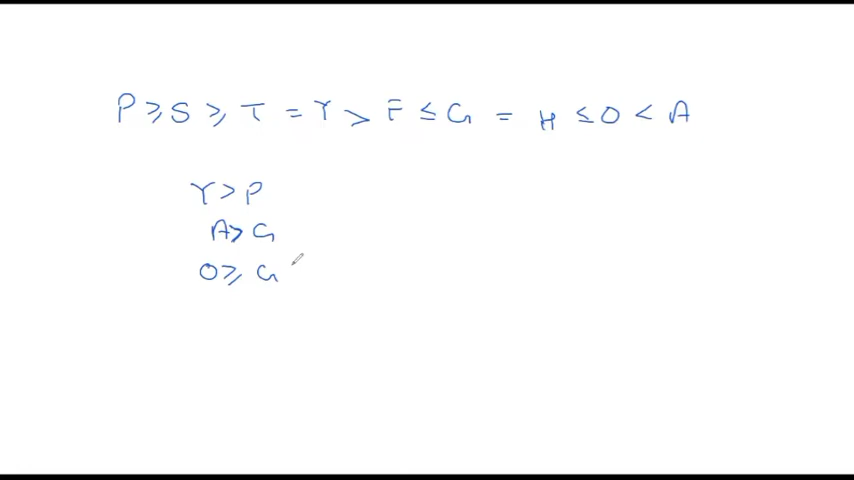 P ≥ S ≥ T = Y > F ≤ G = H ≤ O < A
Y > P
A > G
O ≥ G